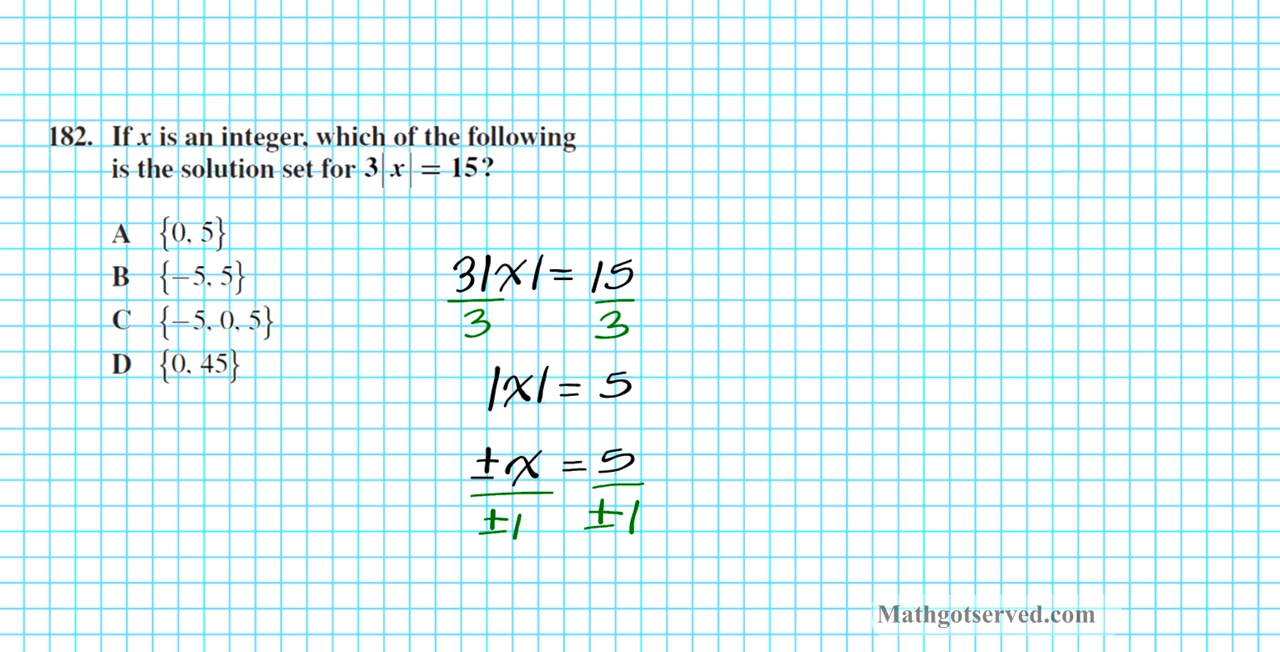 182. If x is an integer, which of the following
is the solution set for 3|x| = 15?
A {0, 5}
B {−5, 5}
C {−5, 0, 5}
D {0, 45}
3|x| = 15
3 3
|x| = 5
±x = 5
±1 ±1
Mathgotserved.com